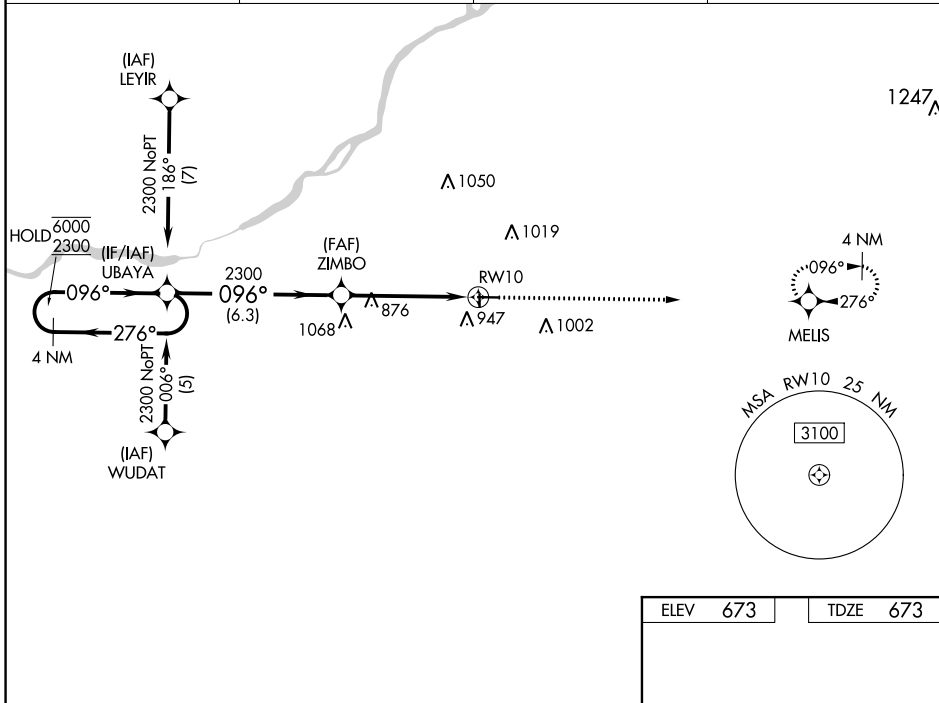 (IAF)
LEYIR
1247
2300 NoPT
186°
(7)
1050
HOLD
6000
2300
(IF/IAF)
UBAYA
1019
(FAF)
ZIMBO
4 NM
096°
2300
096°
(6.3)
RW10
096°
276°
276°
1068
876
947
1002
MELIS
4 NM
2300 NoPT
006°
(5)
(IAF)
WUDAT
MSA RW10 25 NM
3100
ELEV 673
TDZE 673